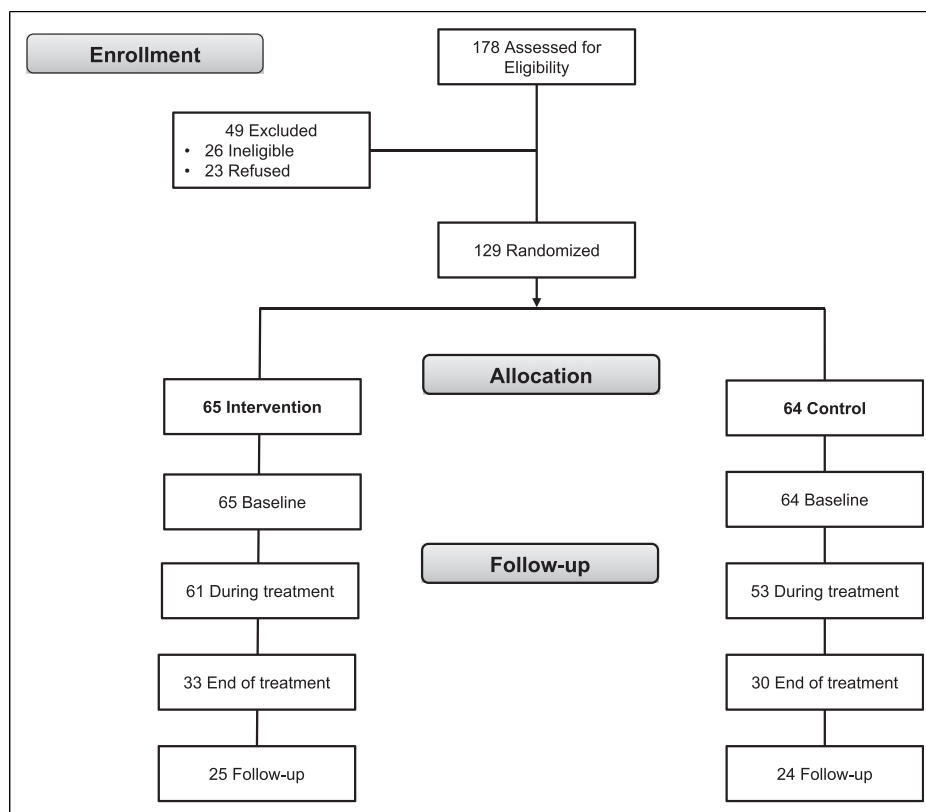 Enrollment
178 Assessed for
Eligibility
49 Excluded
• 26 Ineligible
• 23 Refused
129 Randomized
Allocation
65 Intervention
64 Control
65 Baseline
64 Baseline
Follow-up
61 During treatment
53 During treatment
33 End of treatment
30 End of treatment
25 Follow-up
24 Follow-up